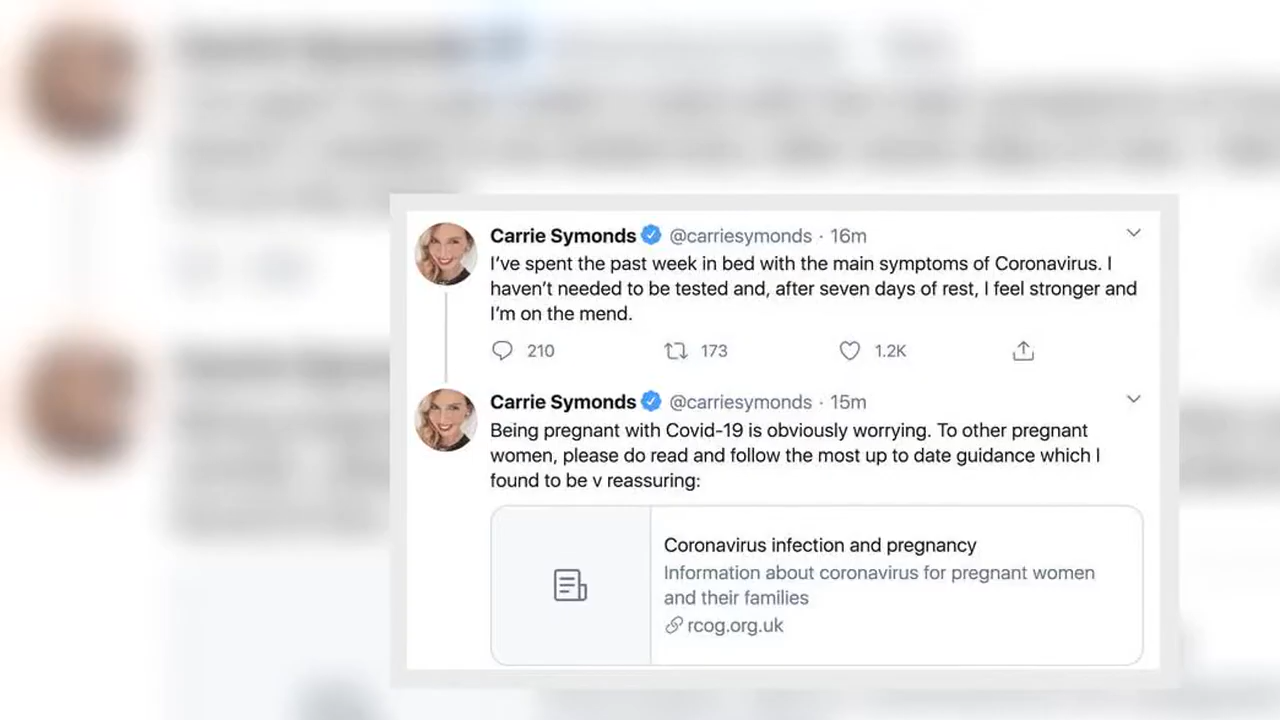 Carrie Symonds @carriesymonds · 16m
I've spent the past week in bed with the main symptoms of Coronavirus. I
haven't needed to be tested and, after seven days of rest, I feel stronger and
I'm on the mend.
210 173 1.2K
Carrie Symonds @carriesymonds · 15m
Being pregnant with Covid-19 is obviously worrying. To other pregnant
women, please do read and follow the most up to date guidance which I
found to be v reassuring:
Coronavirus infection and pregnancy
Information about coronavirus for pregnant women
and their families
rcog.org.uk